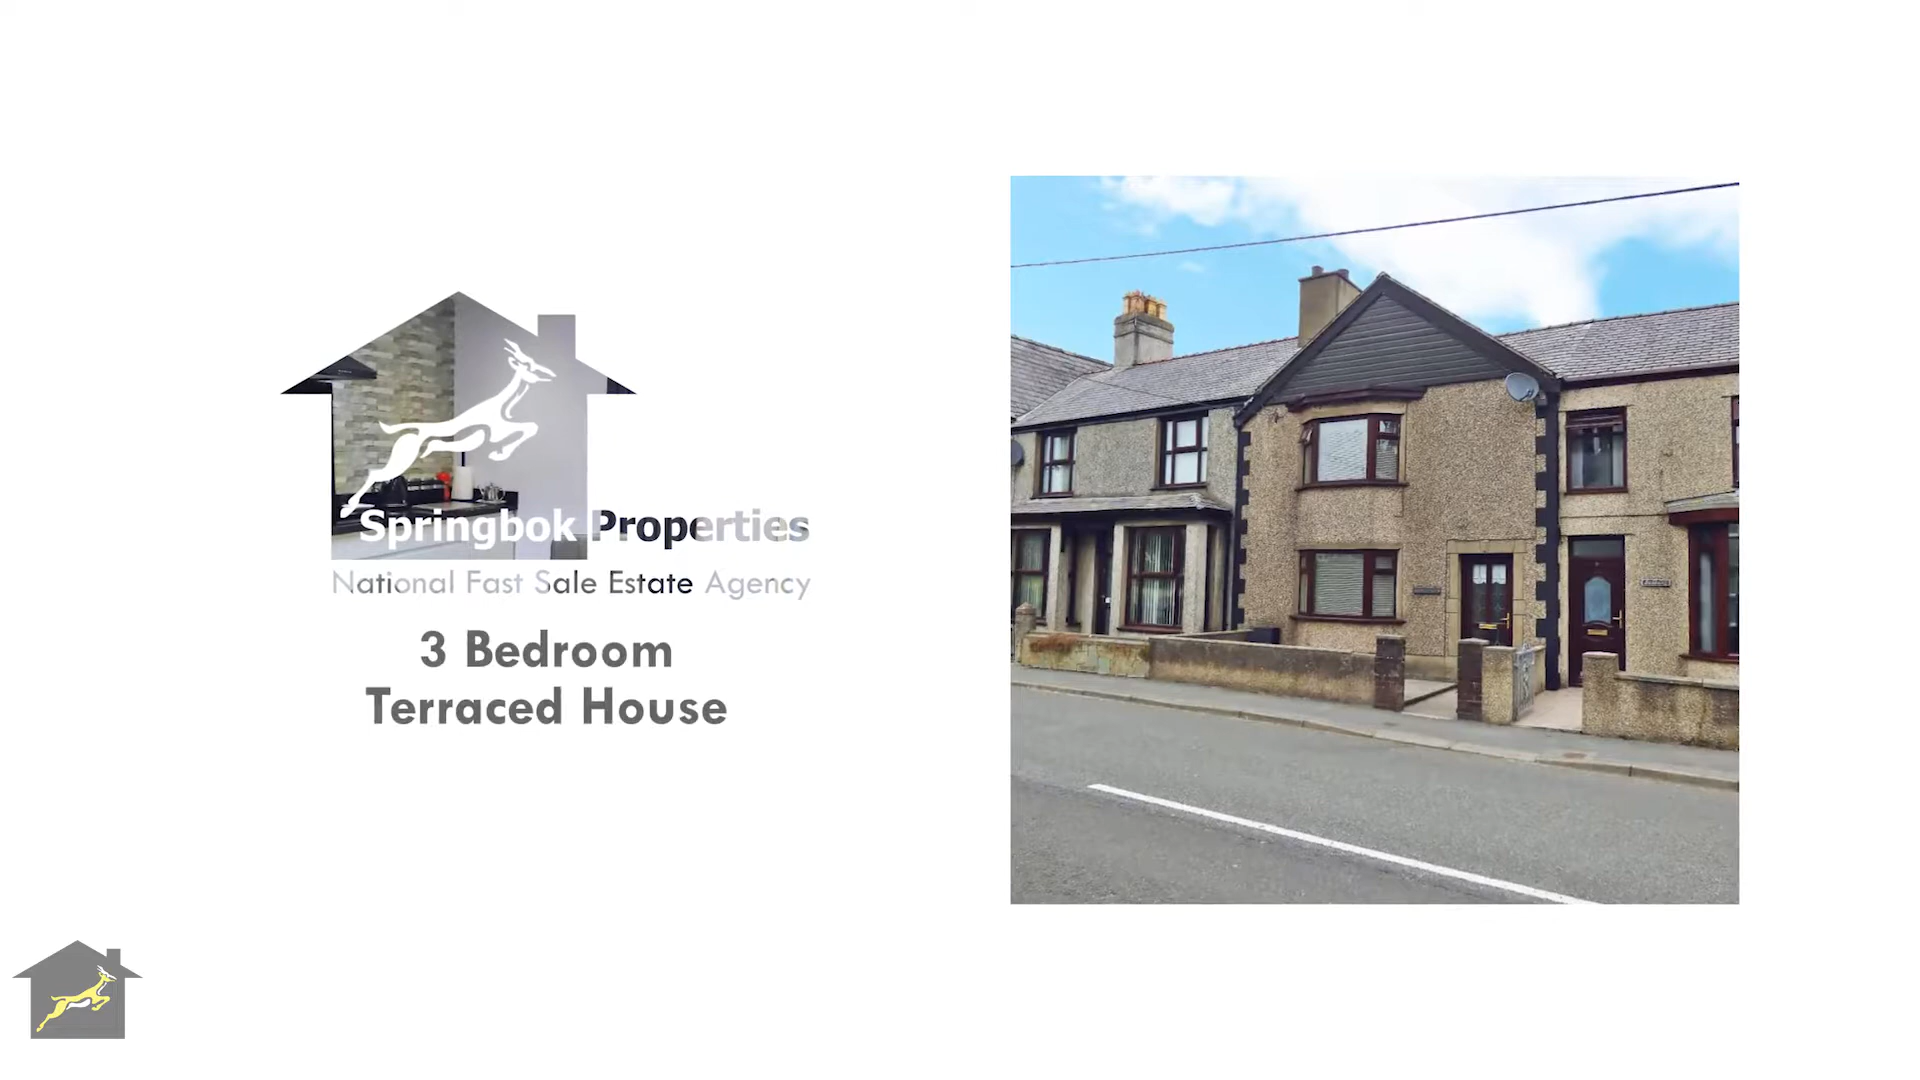 Springbok Properties
National Fast Sale Estate Agency
3 Bedroom
Terraced House